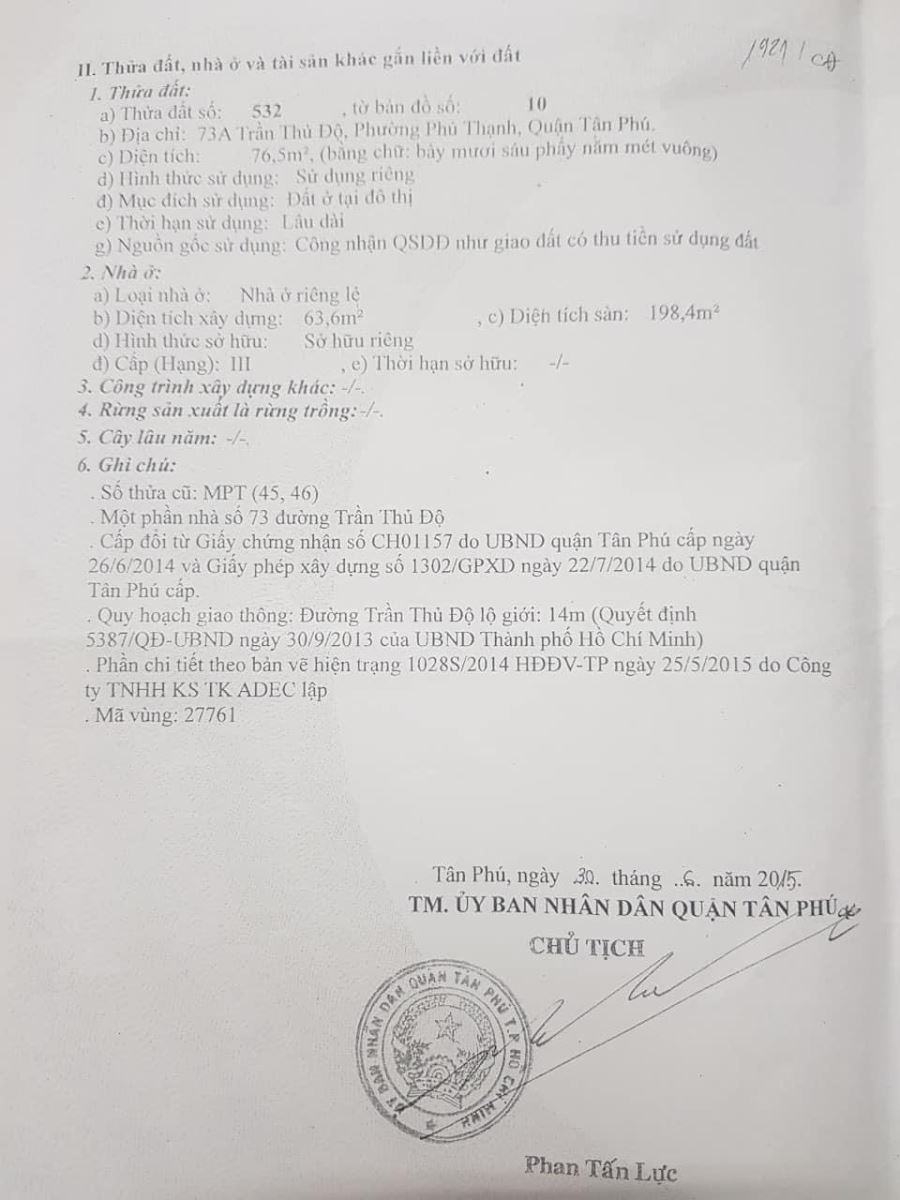 1921/CĐ
II. Thửa đất, nhà ở và tài sản khác gắn liền với đất
1. Thửa đất:
a) Thửa đất số: 532 , tờ bản đồ số: 10
b) Địa chỉ: 73A Trần Thủ Độ, Phường Phú Thạnh, Quận Tân Phú.
c) Diện tích: 76,5m², (bằng chữ: bảy mươi sáu phẩy năm mét vuông)
d) Hình thức sử dụng: Sử dụng riêng
đ) Mục đích sử dụng: Đất ở tại đô thị
e) Thời hạn sử dụng: Lâu dài
g) Nguồn gốc sử dụng: Công nhận QSDĐ như giao đất có thu tiền sử dụng đất
2. Nhà ở:
a) Loại nhà ở: Nhà ở riêng lẻ
b) Diện tích xây dựng: 63,6m² , c) Diện tích sàn: 198,4m²
d) Hình thức sở hữu: Sở hữu riêng
đ) Cấp (Hạng): III , e) Thời hạn sở hữu: -/-
3. Công trình xây dựng khác: -/-.
4. Rừng sản xuất là rừng trồng: -/-.
5. Cây lâu năm: -/-.
6. Ghi chú:
. Số thửa cũ: MPT (45, 46)
. Một phần nhà số 73 đường Trần Thủ Độ
. Cấp đổi từ Giấy chứng nhận số CH01157 do UBND quận Tân Phú cấp ngày
26/6/2014 và Giấy phép xây dựng số 1302/GPXD ngày 22/7/2014 do UBND quận
Tân Phú cấp.
. Quy hoạch giao thông: Đường Trần Thủ Độ lộ giới: 14m (Quyết định
5387/QĐ-UBND ngày 30/9/2013 của UBND Thành phố Hồ Chí Minh)
. Phần chi tiết theo bản vẽ hiện trạng 1028S/2014 HĐĐV-TP ngày 25/5/2015 do Công
ty TNHH KS TK ADEC lập
. Mã vùng: 27761
Tân Phú, ngày 30. tháng ..6. năm 2015.
TM. ỦY BAN NHÂN DÂN QUẬN TÂN PHÚ
CHỦ TỊCH
ỦY BAN NHÂN DÂN QUẬN TÂN PHÚ T.P HỒ CHÍ MINH
Phan Tấn Lực